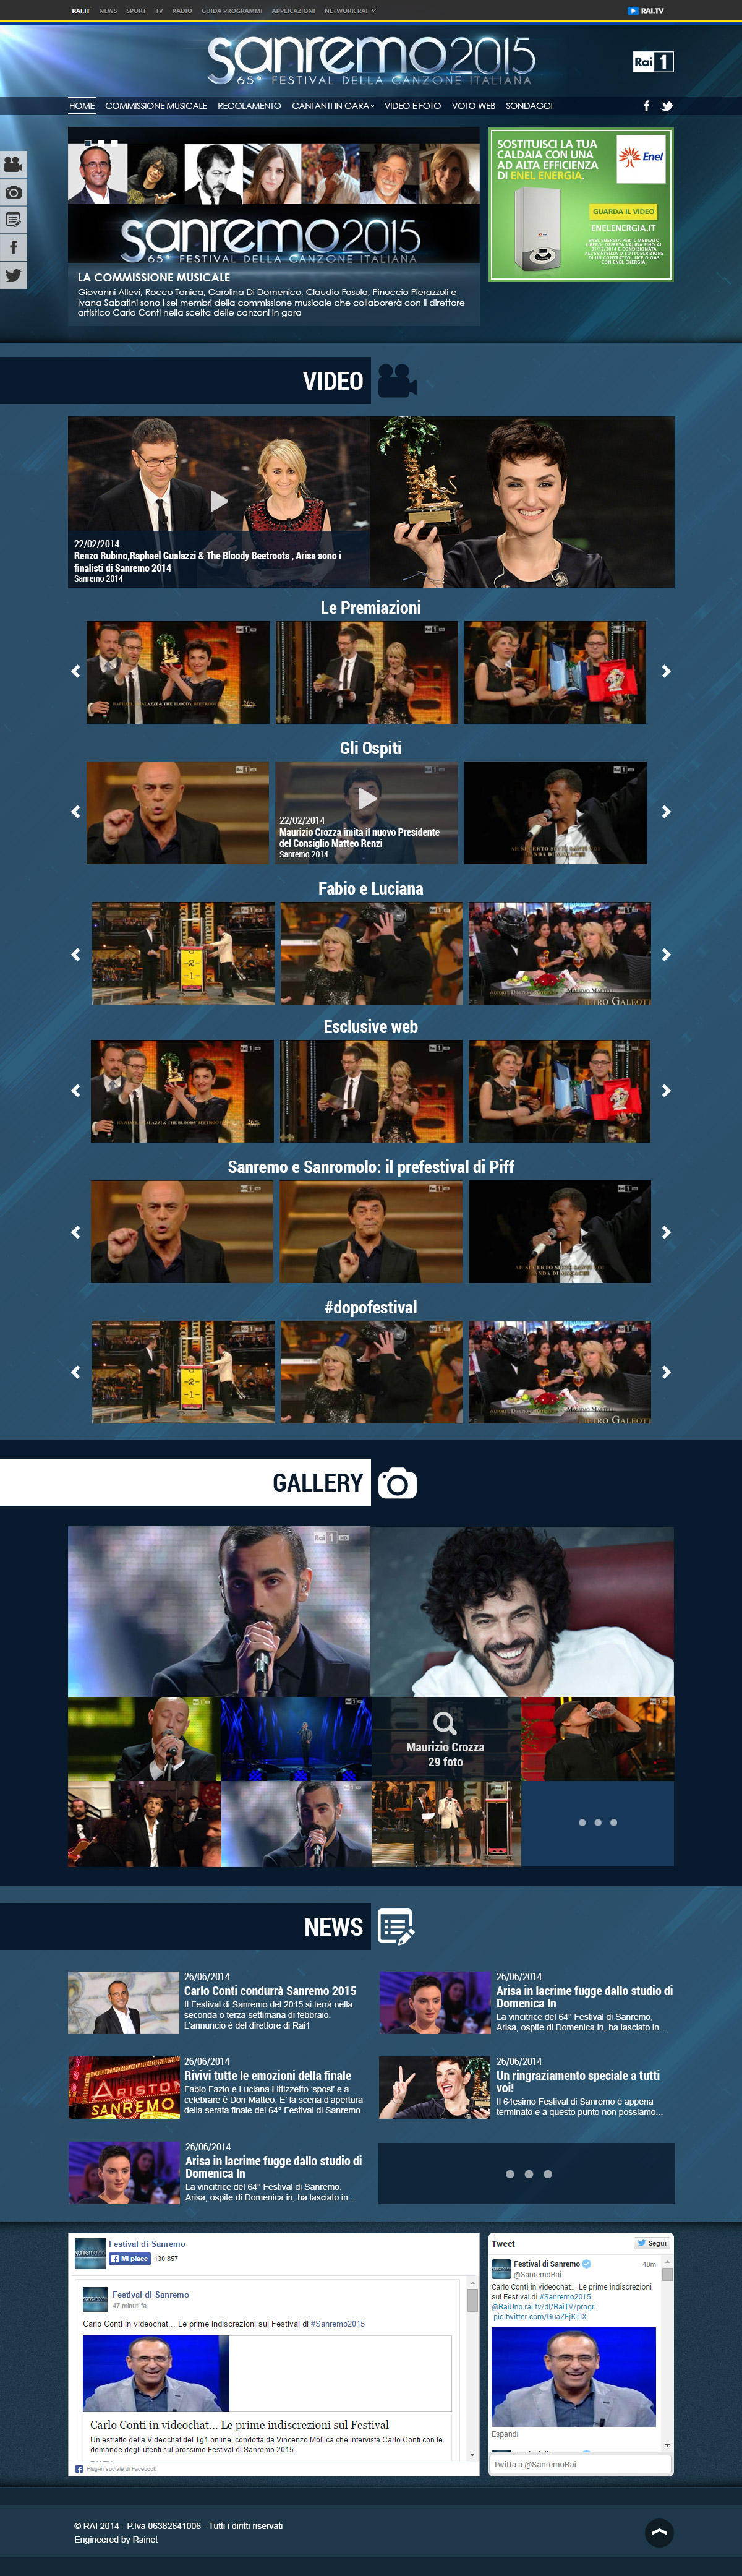 RAI.IT NEWS SPORT TV RADIO GUIDA PROGRAMMI APPLICAZIONI NETWORK RAI RAI.TV
sanremo2015
65° FESTIVAL DELLA CANZONE ITALIANA
Rai 1
HOME COMMISSIONE MUSICALE REGOLAMENTO CANTANTI IN GARA VIDEO E FOTO VOTO WEB SONDAGGI
sanremo2015
65° FESTIVAL DELLA CANZONE ITALIANA
LA COMMISSIONE MUSICALE
Giovanni Allevi, Rocco Tanica, Carolina Di Domenico, Claudio Fasulo, Pinuccio Pierazzoli e
Ivana Sabatini sono i sei membri della commissione musicale che collaborerà con il direttore
artistico Carlo Conti nella scelta delle canzoni in gara
SOSTITUISCI LA TUA
CALDAIA CON UNA
AD ALTA EFFICIENZA
DI ENEL ENERGIA.
Enel
GUARDA IL VIDEO
ENELENERGIA.IT
VIDEO
22/02/2014
Renzo Rubino,Raphael Gualazzi & The Bloody Beetroots , Arisa sono i
finalisti di Sanremo 2014
Sanremo 2014
Le Premiazioni
Gli Ospiti
22/02/2014
Maurizio Crozza imita il nuovo Presidente
del Consiglio Matteo Renzi
Sanremo 2014
Fabio e Luciana
Esclusive web
Sanremo e Sanromolo: il prefestival di Piff
#dopofestival
GALLERY
Rai 1
Maurizio Crozza
29 foto
NEWS
26/06/2014
Carlo Conti condurrà Sanremo 2015
Il Festival di Sanremo del 2015 si terrà nella
seconda o terza settimana di febbraio.
L'annuncio è del direttore di Rai1
26/06/2014
Arisa in lacrime fugge dallo studio di
Domenica In
La vincitrice del 64° Festival di Sanremo,
Arisa, ospite di Domenica in, ha lasciato in...
ARISTON
SANREMO
26/06/2014
Rivivi tutte le emozioni della finale
Fabio Fazio e Luciana Littizzetto 'sposi' e a
celebrare è Don Matteo. E' la scena d'apertura
della serata finale del 64° Festival di Sanremo.
26/06/2014
Un ringraziamento speciale a tutti
voi!
Il 64esimo Festival di Sanremo è appena
terminato e a questo punto non possiamo...
26/06/2014
Arisa in lacrime fugge dallo studio di
Domenica In
La vincitrice del 64° Festival di Sanremo,
Arisa, ospite di Domenica in, ha lasciato in...
Festival di Sanremo
Mi piace 130.857
Festival di Sanremo
47 minuti fa
Carlo Conti in videochat... Le prime indiscrezioni sul Festival di #Sanremo2015
Carlo Conti in videochat... Le prime indiscrezioni sul Festival
Un estratto della Videochat del Tg1 online, condotta da Vincenzo Mollica che intervista Carlo Conti con le
domande degli utenti sul prossimo Festival di Sanremo 2015.
Plug-in sociale di Facebook
Tweet Segui
Festival di Sanremo 48m
@SanremoRai
Carlo Conti in videochat... Le prime indiscrezioni
sul Festival di #Sanremo2015
@RaiUno rai.tv/dl/RaiTV/progr...
pic.twitter.com/GuaZFjKTIX
Espandi
Twitta a @SanremoRai
© RAI 2014 - P.Iva 06382641006 - Tutti i diritti riservati
Engineered by Rainet